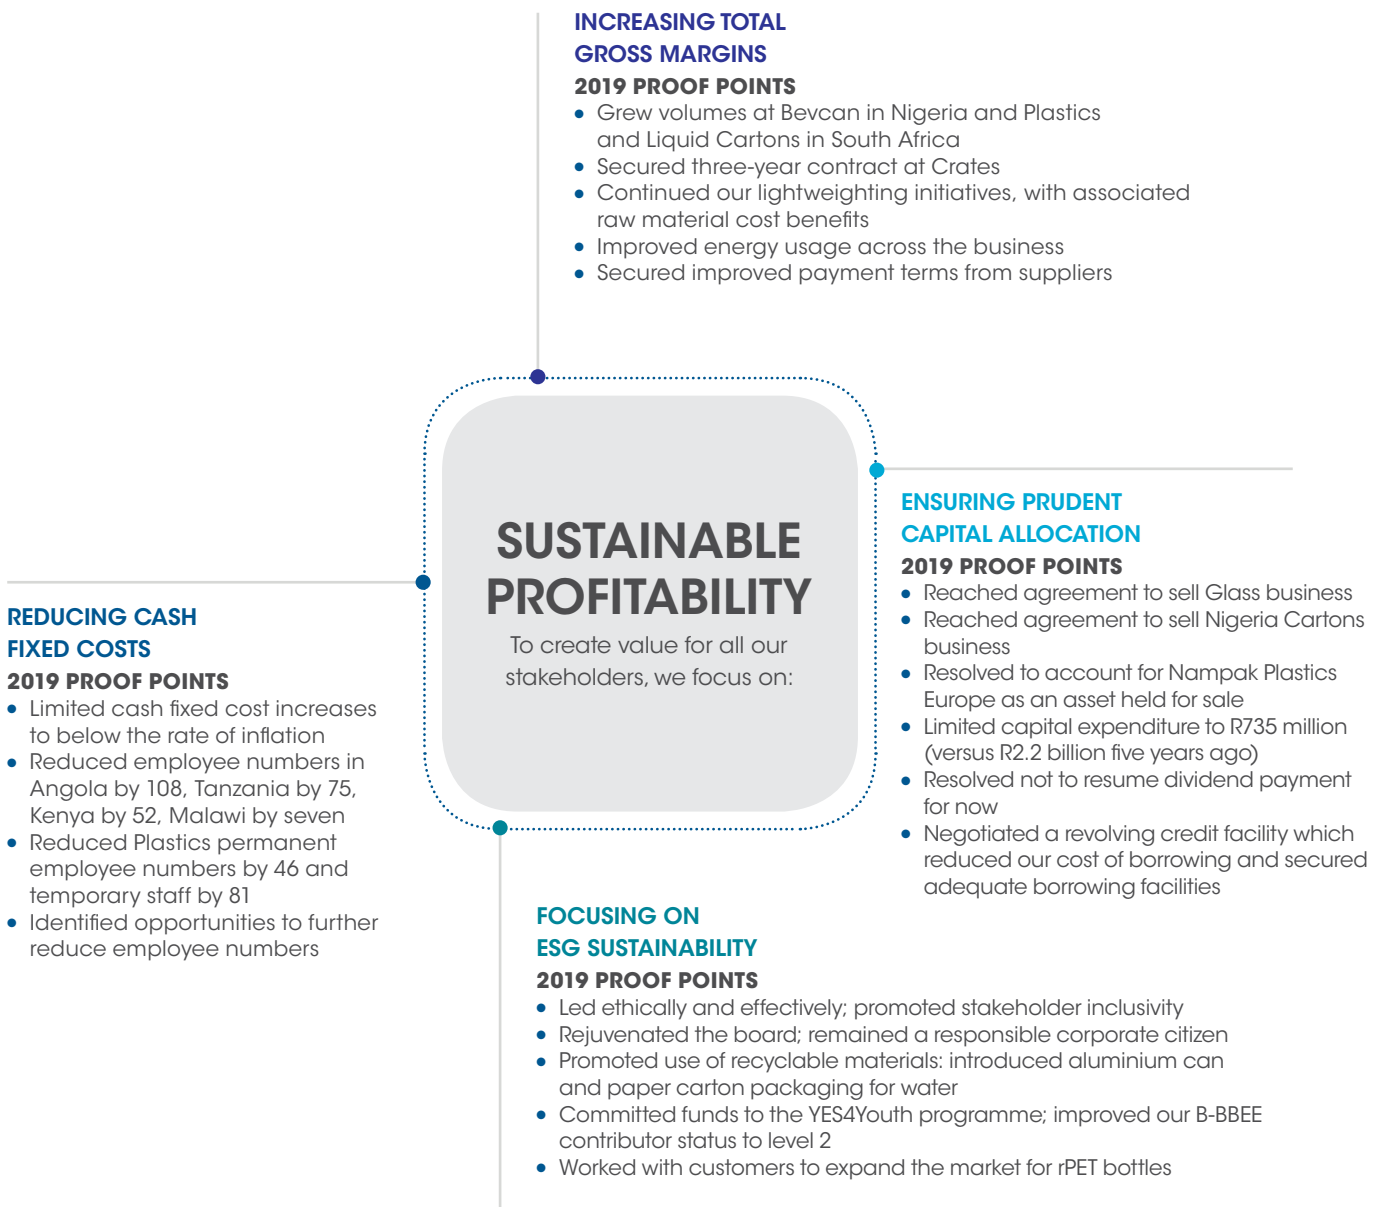 INCREASING TOTAL
GROSS MARGINS
2019 PROOF POINTS
• Grew volumes at Bevcan in Nigeria and Plastics
and Liquid Cartons in South Africa
• Secured three-year contract at Crates
• Continued our lightweighting initiatives, with associated
raw material cost benefits
• Improved energy usage across the business
• Secured improved payment terms from suppliers
SUSTAINABLE
PROFITABILITY
To create value for all our
stakeholders, we focus on:
ENSURING PRUDENT
CAPITAL ALLOCATION
2019 PROOF POINTS
• Reached agreement to sell Glass business
• Reached agreement to sell Nigeria Cartons
business
• Resolved to account for Nampak Plastics
Europe as an asset held for sale
• Limited capital expenditure to R735 million
(versus R2.2 billion five years ago)
• Resolved not to resume dividend payment
for now
• Negotiated a revolving credit facility which
reduced our cost of borrowing and secured
adequate borrowing facilities
REDUCING CASH
FIXED COSTS
2019 PROOF POINTS
• Limited cash fixed cost increases
to below the rate of inflation
• Reduced employee numbers in
Angola by 108, Tanzania by 75,
Kenya by 52, Malawi by seven
• Reduced Plastics permanent
employee numbers by 46 and
temporary staff by 81
• Identified opportunities to further
reduce employee numbers
FOCUSING ON
ESG SUSTAINABILITY
2019 PROOF POINTS
• Led ethically and effectively; promoted stakeholder inclusivity
• Rejuvenated the board; remained a responsible corporate citizen
• Promoted use of recyclable materials: introduced aluminium can
and paper carton packaging for water
• Committed funds to the YES4Youth programme; improved our B-BBEE
contributor status to level 2
• Worked with customers to expand the market for rPET bottles